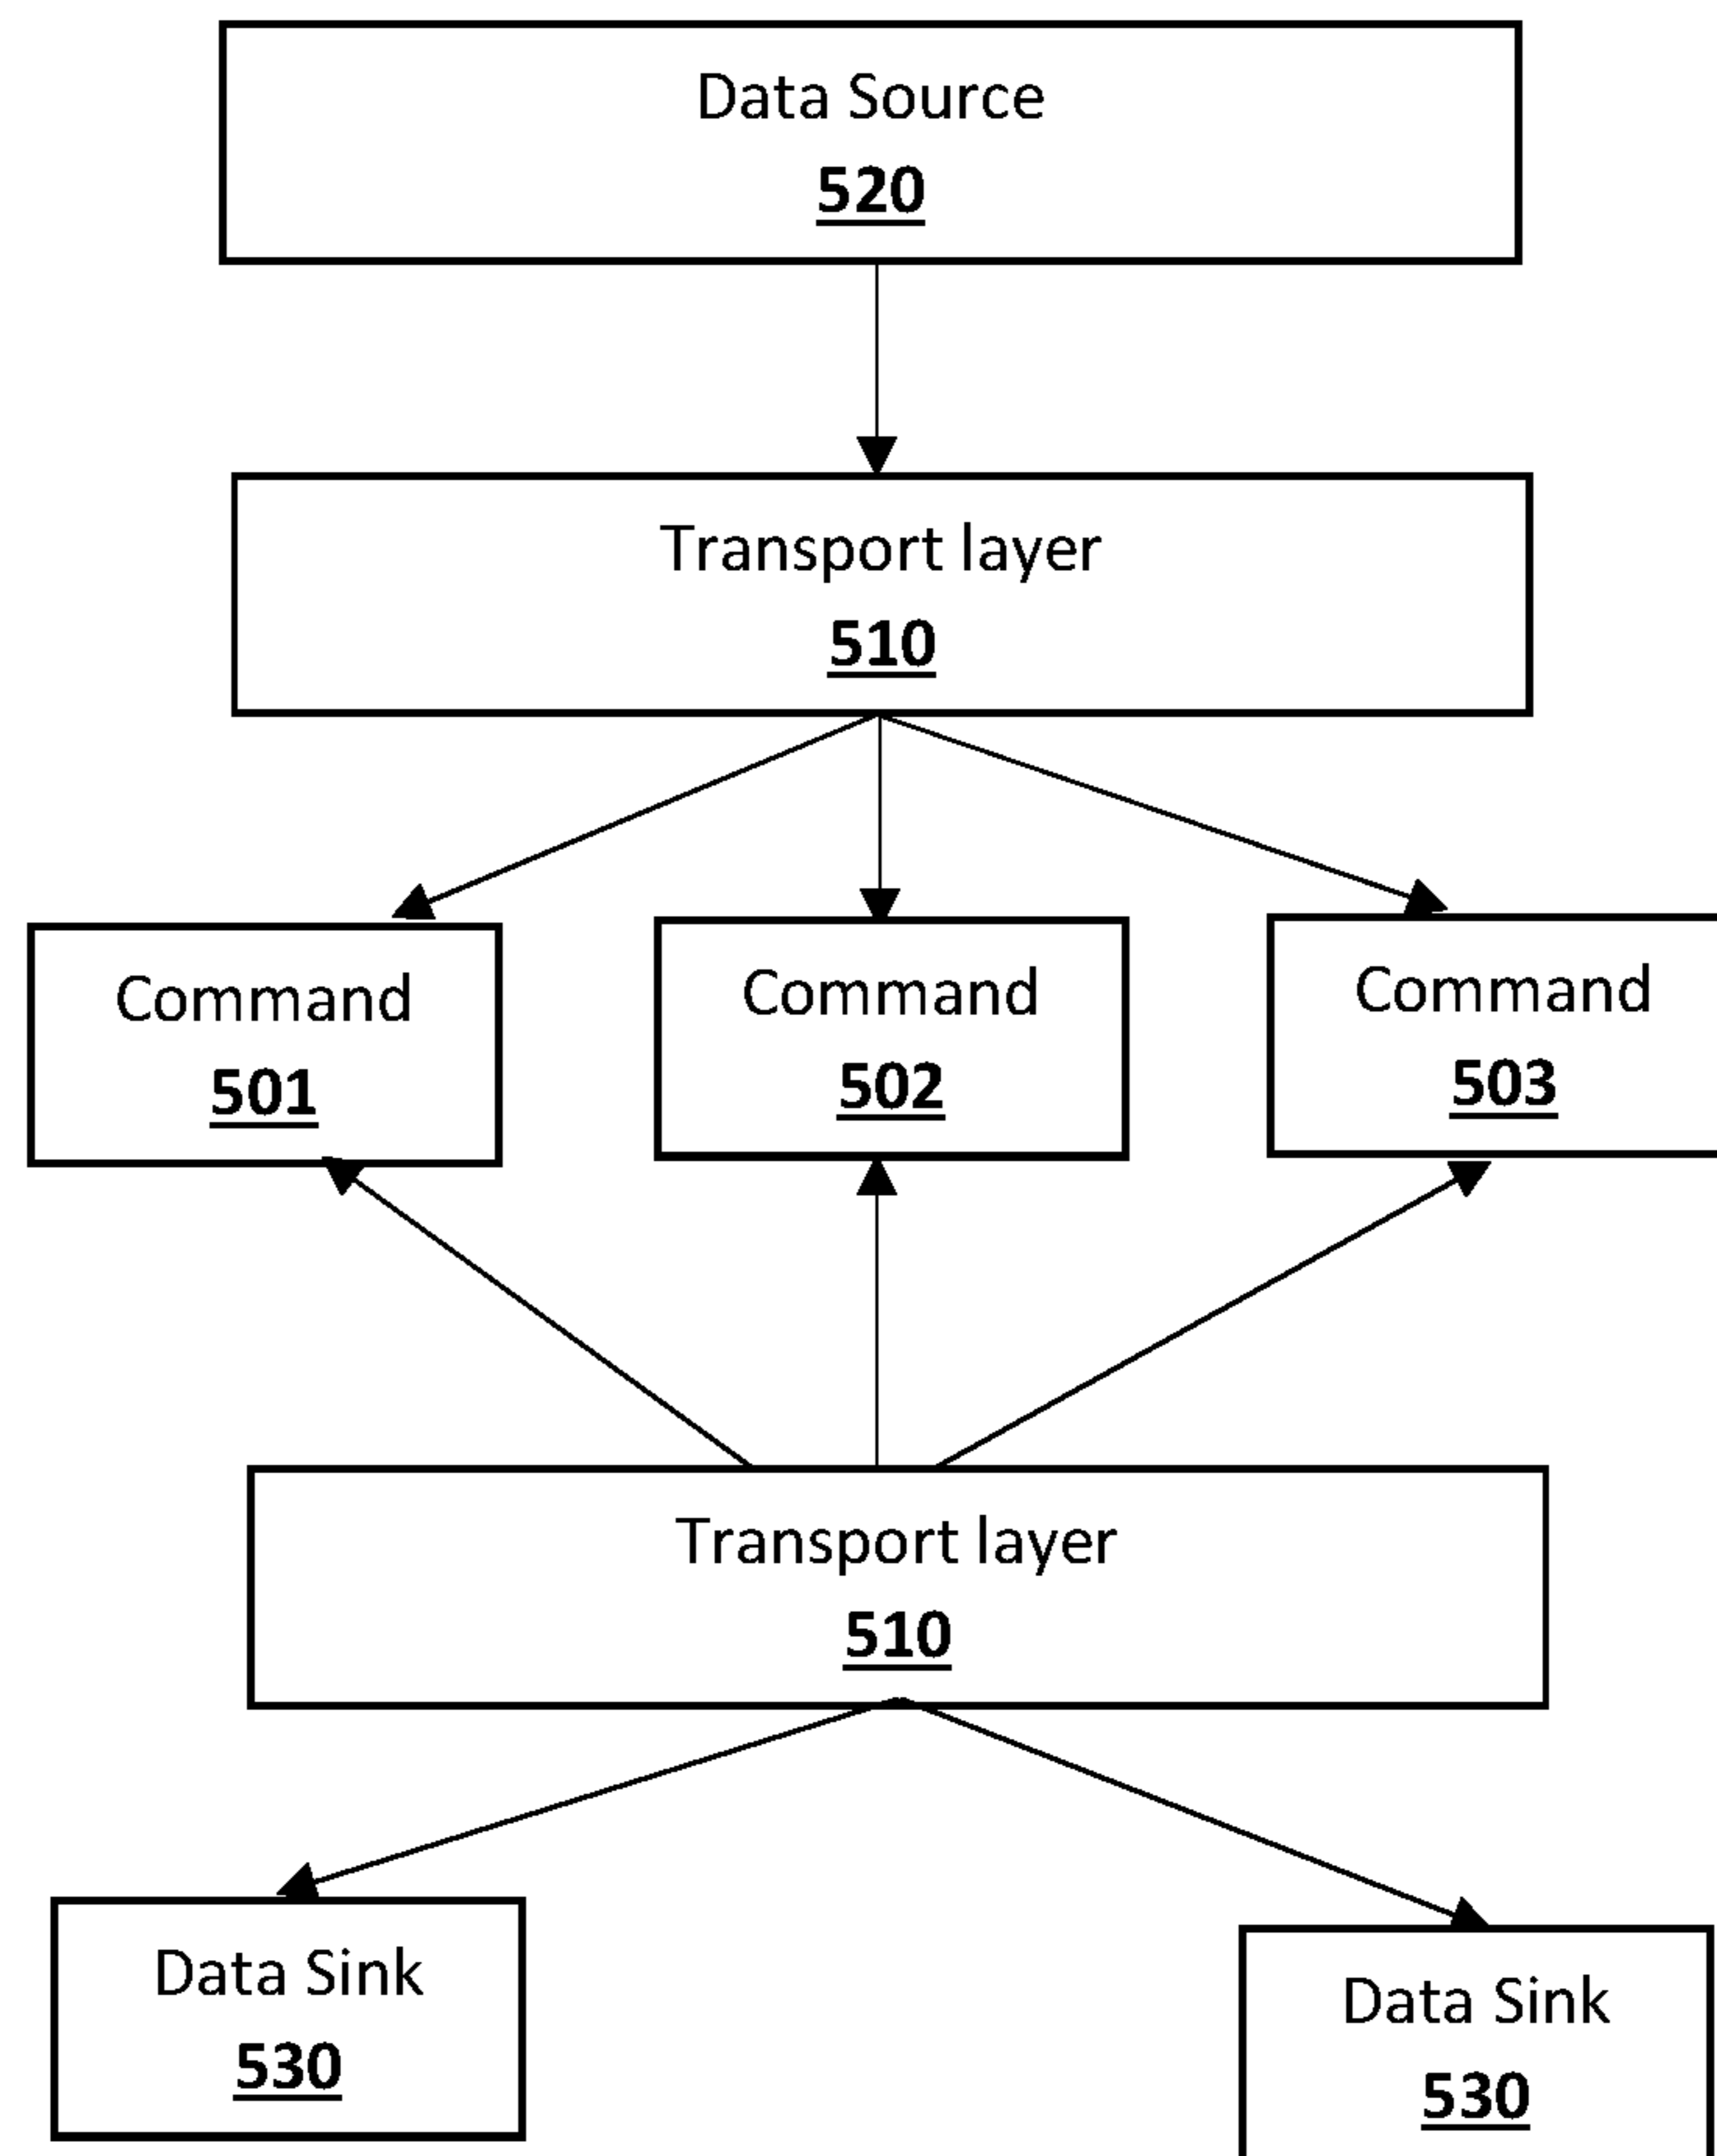 Data Source
520
Transport layer
510
Command
501
Command
502
Command
503
Transport layer
510
Data Sink
530
Data Sink
530